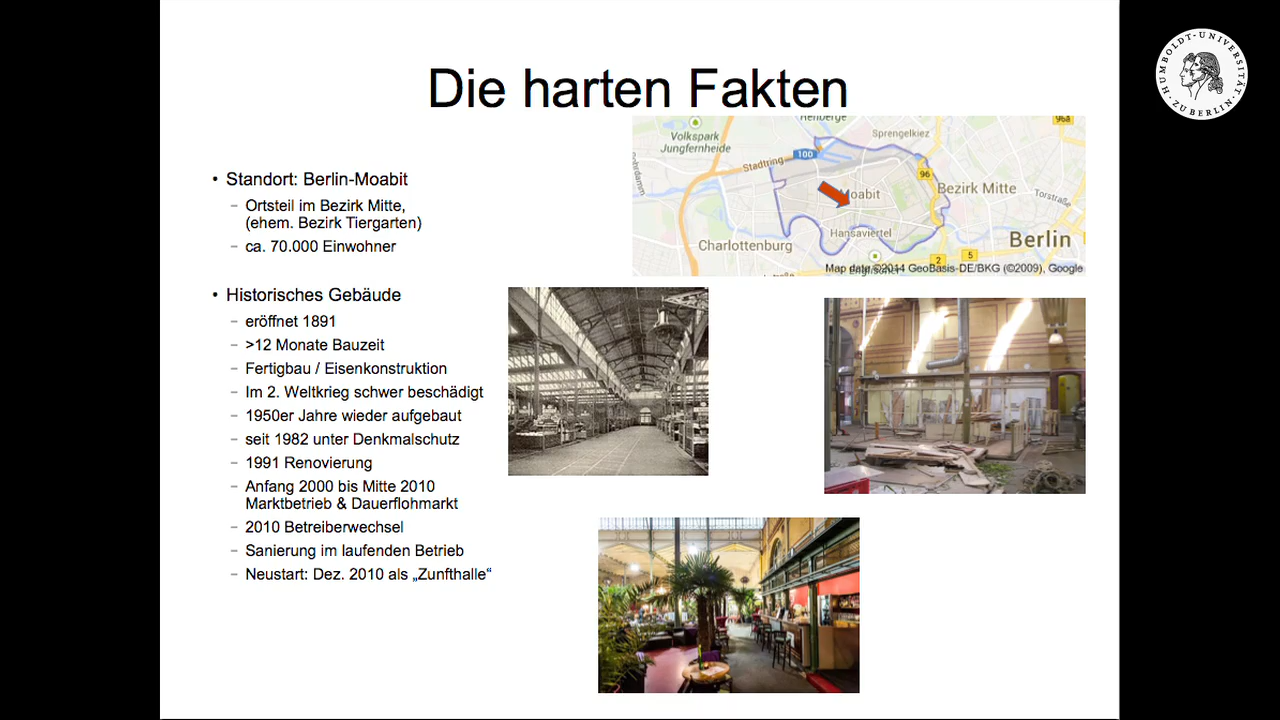 Die harten Fakten
• Standort: Berlin-Moabit
– Ortsteil im Bezirk Mitte,
(ehem. Bezirk Tiergarten)
– ca. 70.000 Einwohner
• Historisches Gebäude
– eröffnet 1891
– >12 Monate Bauzeit
– Fertigbau / Eisenkonstruktion
– Im 2. Weltkrieg schwer beschädigt
– 1950er Jahre wieder aufgebaut
– seit 1982 unter Denkmalschutz
– 1991 Renovierung
– Anfang 2000 bis Mitte 2010
Marktbetrieb & Dauerflohmarkt
– 2010 Betreiberwechsel
– Sanierung im laufenden Betrieb
– Neustart: Dez. 2010 als „Zunfthalle“
Rehberge
96a
Volkspark
Jungfernheide
Sprengelkiez
Stadtring
100
96
Moabit
Bezirk Mitte
Torstraße
Hansaviertel
Charlottenburg
Berlin
2
5
Map data ©2014 GeoBasis-DE/BKG (©2009), Google
HUMBOLDT-UNIVERSITÄT
ZU BERLIN